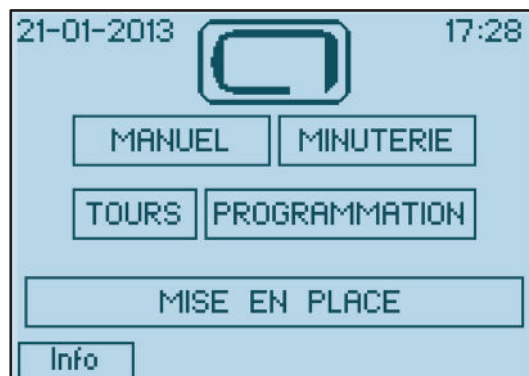 21-01-2013 17:28
MANUEL MINUTERIE
TOURS PROGRAMMATION
MISE EN PLACE
Info